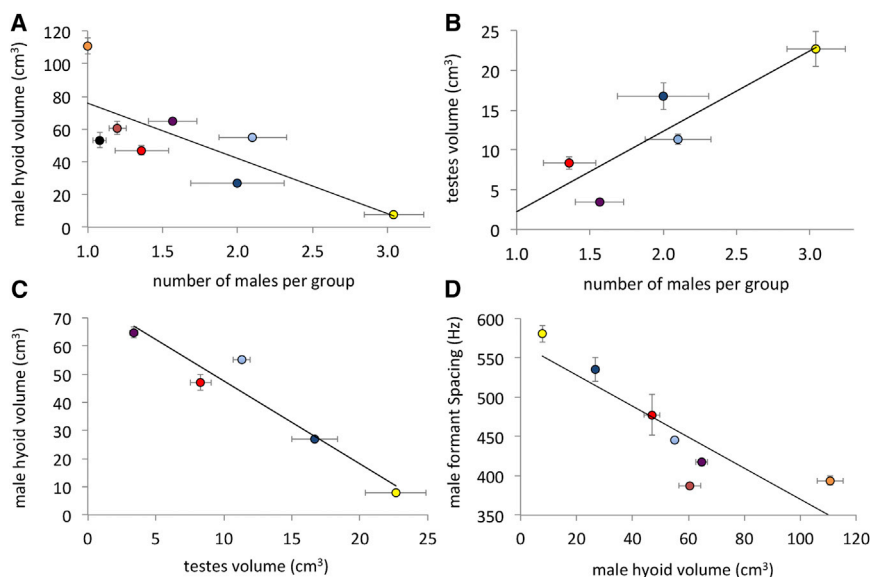 A
male hyoid volume (cm³)
120
100
80
60
40
20
0
1.0 1.5 2.0 2.5 3.0
number of males per group
B
testes volume (cm³)
25
20
15
10
5
0
1.0 1.5 2.0 2.5 3.0
number of males per group
C
male hyoid volume (cm³)
70
60
50
40
30
20
10
0
0 5 10 15 20 25
testes volume (cm³)
D
male formant Spacing (Hz)
600
550
500
450
400
350
0 20 40 60 80 100 120
male hyoid volume (cm³)